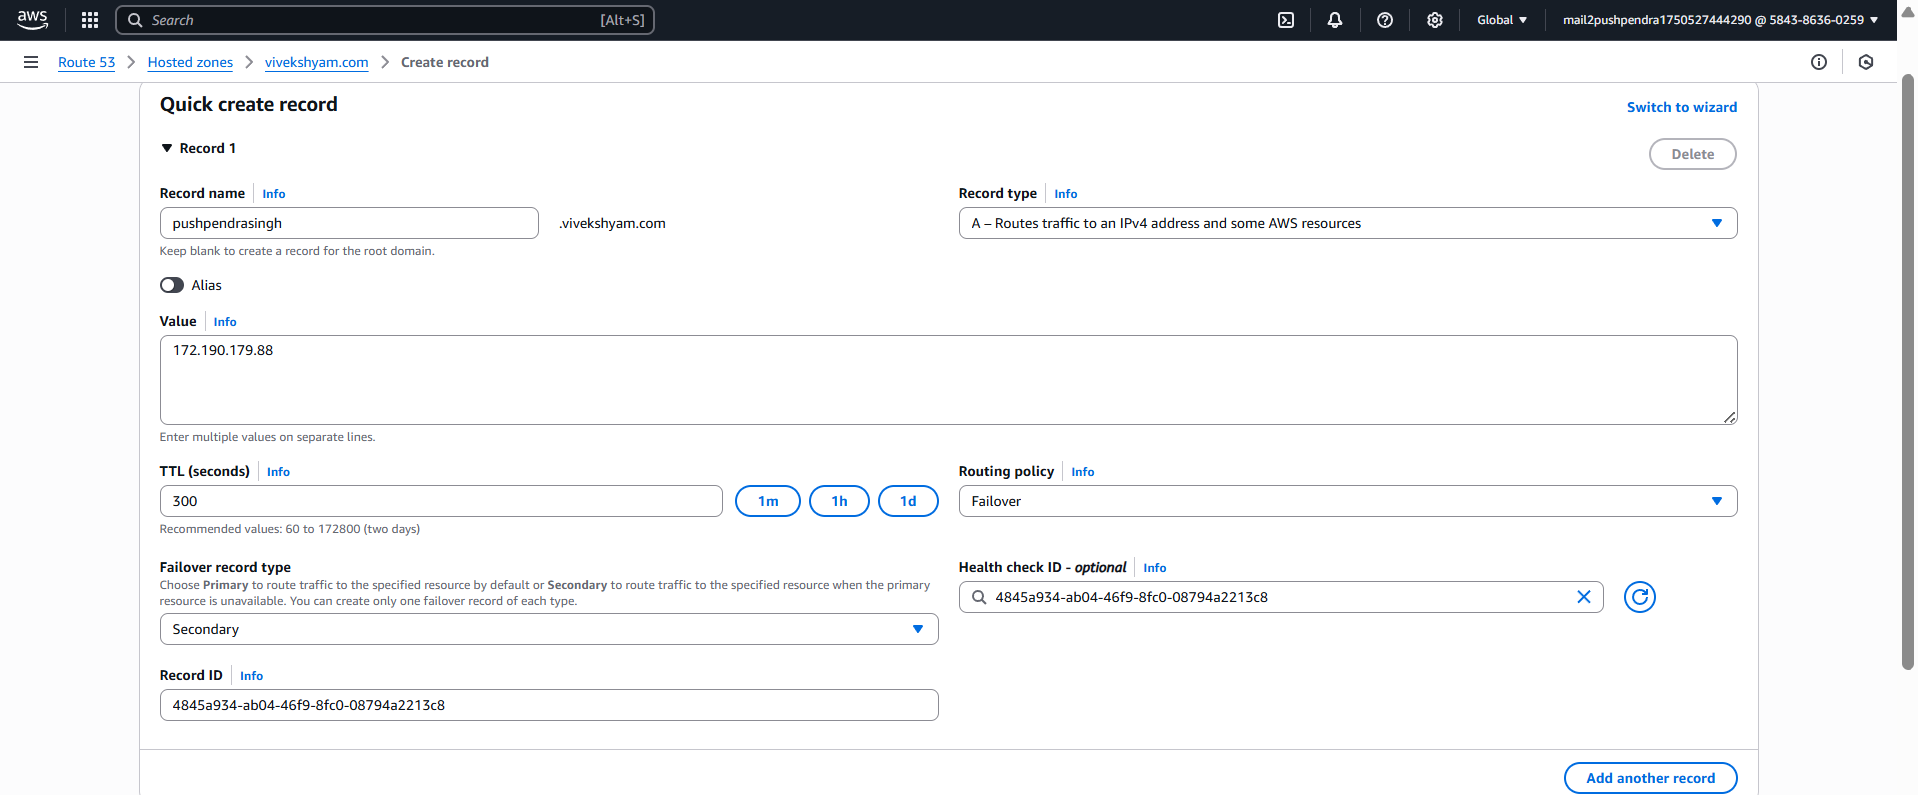 aws
Search [Alt+S] Global mail2pushpendra1750527444290 @ 5843-8636-0259
Route 53 > Hosted zones > vivekshyam.com > Create record
Quick create record Switch to wizard
Record 1 Delete
Record name Info Record type Info
pushpendrasingh .vivekshyam.com A – Routes traffic to an IPv4 address and some AWS resources
Keep blank to create a record for the root domain.
Alias
Value Info
172.190.179.88
Enter multiple values on separate lines.
TTL (seconds) Info Routing policy Info
300 1m 1h 1d Failover
Recommended values: 60 to 172800 (two days)
Failover record type Health check ID - optional Info
Choose Primary to route traffic to the specified resource by default or Secondary to route traffic to the specified resource when the primary
resource is unavailable. You can create only one failover record of each type.
4845a934-ab04-46f9-8fc0-08794a2213c8
Secondary
Record ID Info
4845a934-ab04-46f9-8fc0-08794a2213c8
Add another record